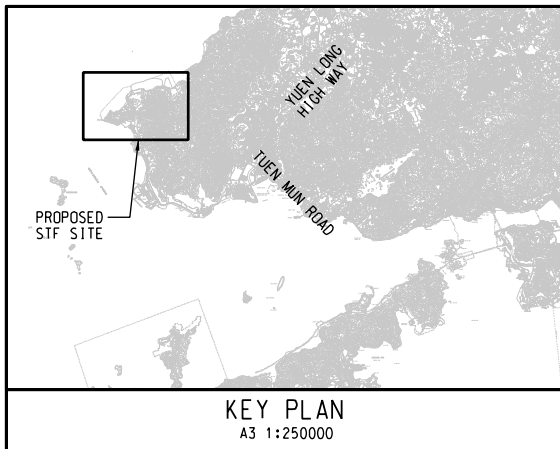 YUEN LONG
HIGH WAY
TUEN MUN ROAD
PROPOSED
STF SITE
KEY PLAN
A3 1:250000